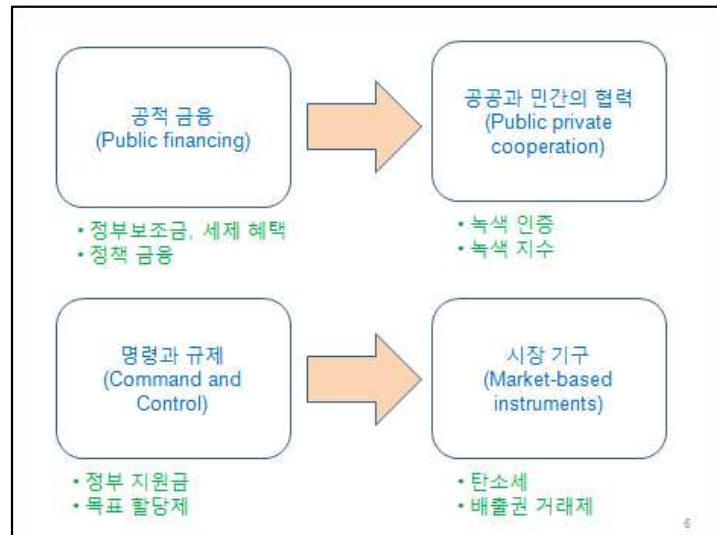 공적 금융
(Public financing)
공공과 민간의 협력
(Public private
cooperation)
• 정부보조금, 세제 혜택
• 정책 금융
• 녹색 인증
• 녹색 지수
명령과 규제
(Command and
Control)
시장 기구
(Market-based
instruments)
• 정부 지원금
• 목표 할당제
• 탄소세
• 배출권 거래제